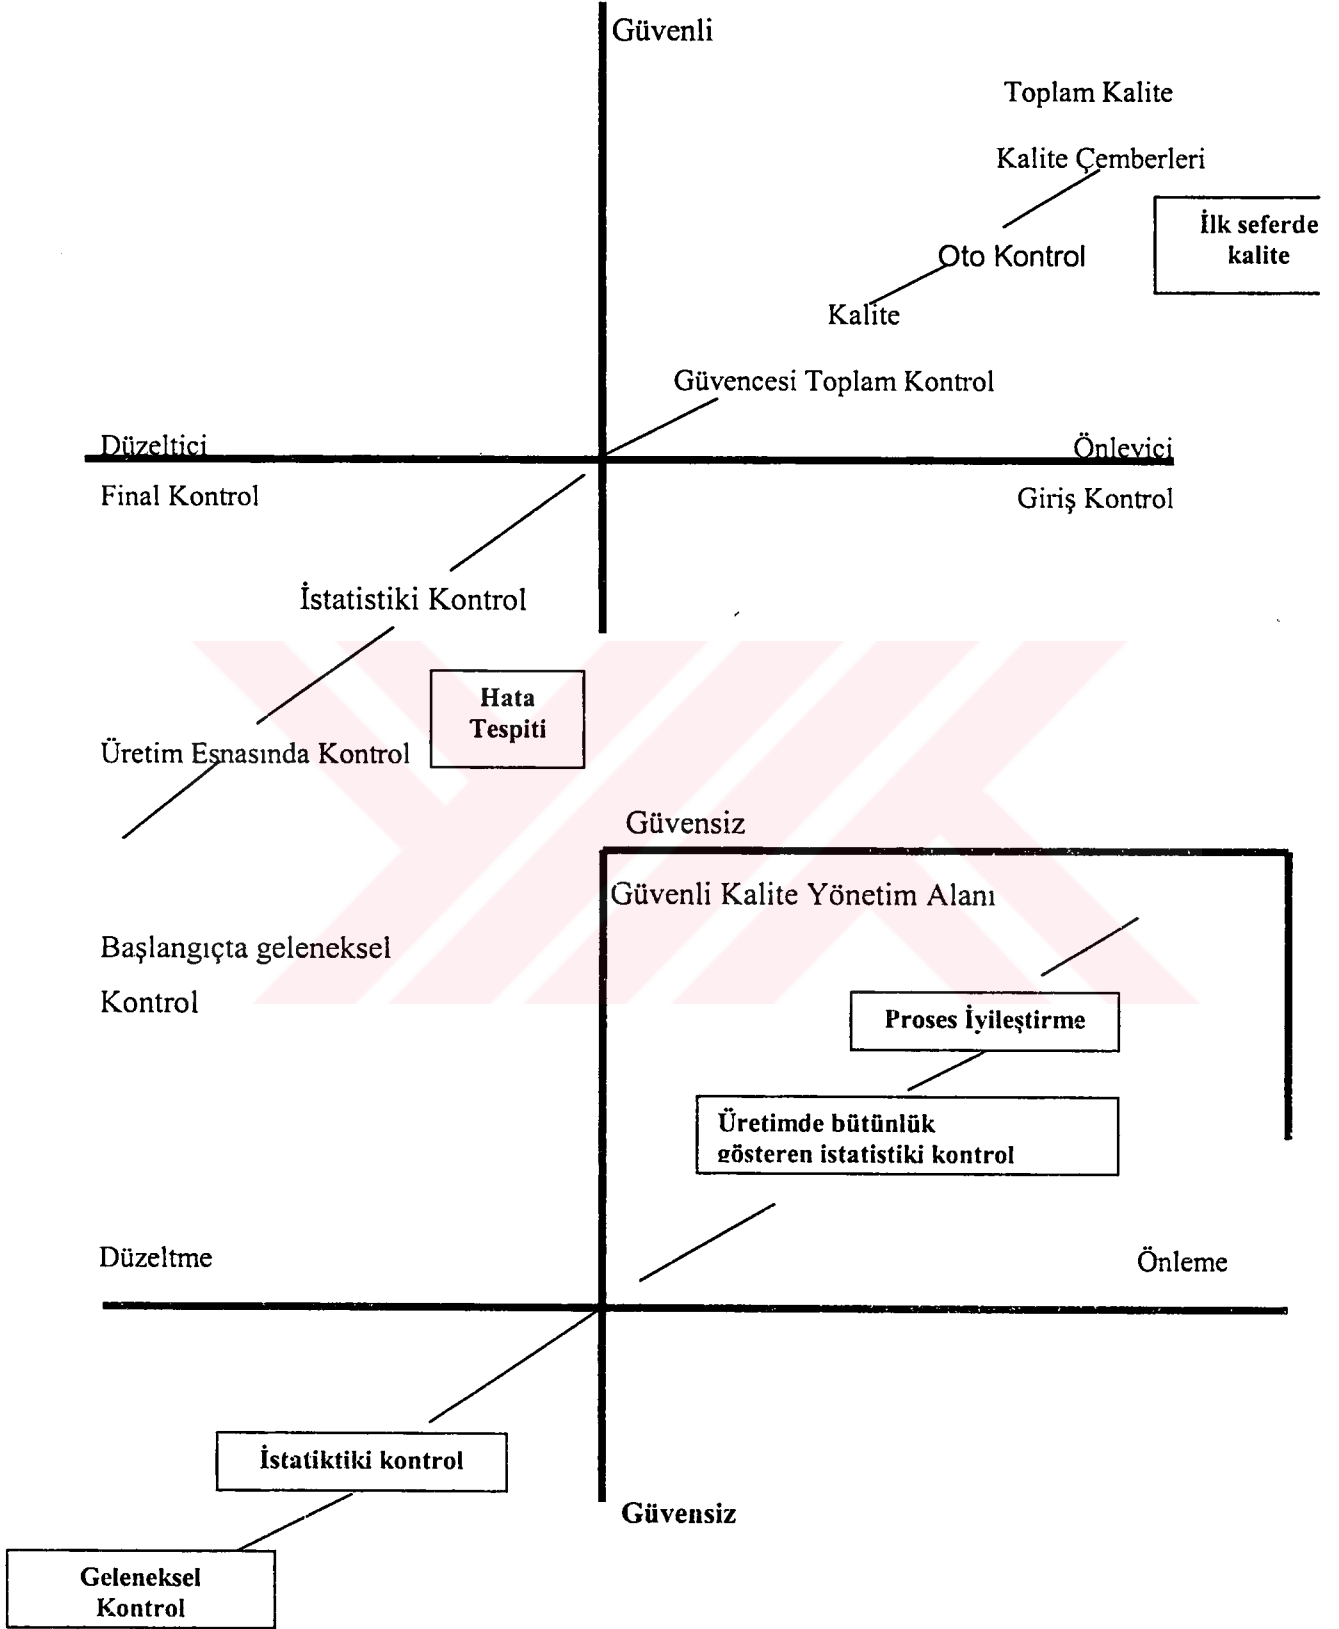 Güvenli
Toplam Kalite
Kalite Çemberleri
İlk seferde
kalite
Oto Kontrol
Kalite
Güvencesi Toplam Kontrol
Düzeltici
Önleyici
Final Kontrol
Giriş Kontrol
İstatistiki Kontrol
Hata
Tespiti
Üretim Esnasında Kontrol
Güvensiz
Güvenli Kalite Yönetim Alanı
Başlangıçta geleneksel
Kontrol
Proses İyileştirme
Üretimde bütünlük
gösteren istatistiki kontrol
Düzeltme
Önleme
İstatiktiki kontrol
Güvensiz
Geleneksel
Kontrol